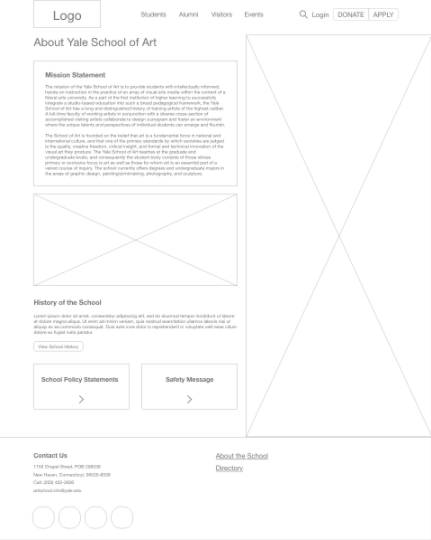 Logo
Students Alumni Visitors Events Login DONATE APPLY
About Yale School of Art
Mission Statement
The mission of the Yale School of Art is to provide students with intellectually informed,
hands-on instruction in the practice of an array of visual arts media within the context of a
liberal arts university. As a part of the first institution of higher learning to successfully
integrate a studio-based education into such a broad pedagogical framework, the Yale
School of Art has a long and distinguished history of training artists of the highest caliber.
A full-time faculty of working artists in conjunction with a diverse cross-section of
accomplished visiting artists collaborate to design a program and foster an environment
where the unique talents and perspectives of individual students can emerge and flourish.
The School of Art is founded on the belief that art is a fundamental force in national and
international culture, and that one of the primary standards by which societies are judged
is the quality, creative freedom, critical insight, and formal and technical innovation of the
visual art they produce. The Yale School of Art teaches at the graduate and
undergraduate levels, and consequently the student body consists of those whose
primary or exclusive focus is art as well as those for whom art is an essential part of a
varied course of inquiry. The school currently offers degrees and undergraduate majors in
the areas of graphic design, painting/printmaking, photography, and sculpture.
History of the School
Lorem ipsum dolor sit amet, consectetur adipiscing elit, sed do eiusmod tempor incididunt ut labore
et dolore magna aliqua. Ut enim ad minim veniam, quis nostrud exercitation ullamco laboris nisi ut
aliquip ex ea commodo consequat. Duis aute irure dolor in reprehenderit in voluptate velit esse cillum
dolore eu fugiat nulla pariatur.
View School History
School Policy Statements
Safety Message
Contact Us
About the School
1156 Chapel Street, POB 208339
Directory
New Haven, Connecticut, 06520-8339
Call: (203) 432-2600
artschool.info@yale.edu